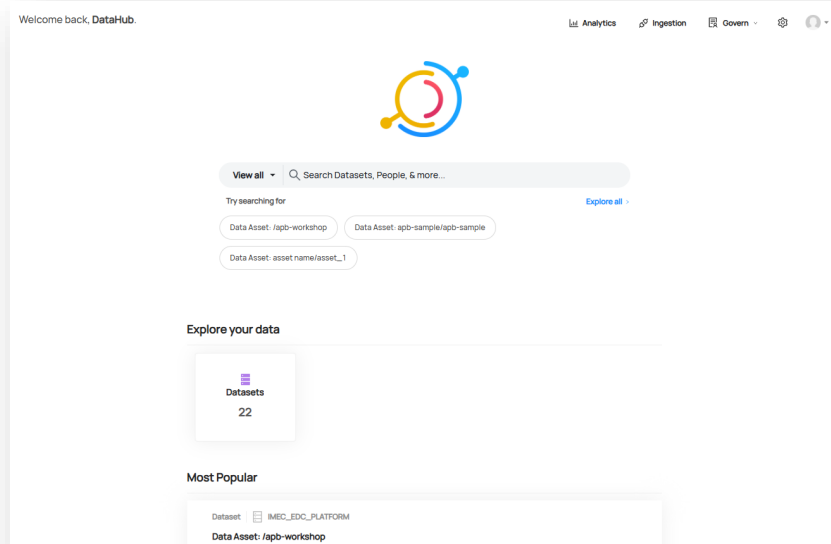 Welcome back, DataHub.
Analytics Ingestion Govern
View all Search Datasets, People, & more...
Try searching for Explore all
Data Asset: /apb-workshop Data Asset: apb-sample/apb-sample
Data Asset: asset name/asset_1
Explore your data
Datasets
22
Most Popular
Dataset IMEC_EDC_PLATFORM
Data Asset: /apb-workshop